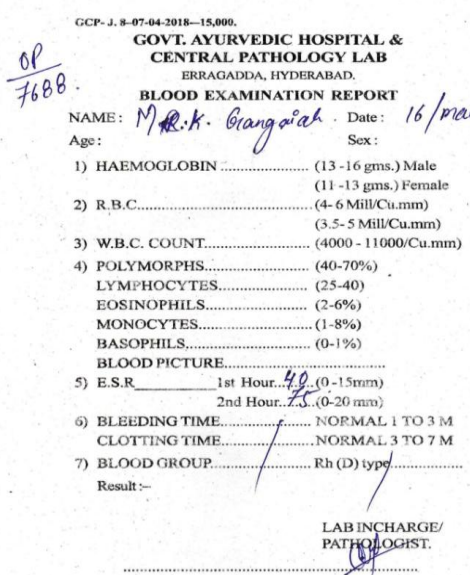 GCP- J. 8–07-04-2018—15,000.
OP
7688.
GOVT. AYURVEDIC HOSPITAL &
CENTRAL PATHOLOGY LAB
ERRAGADDA, HYDERABAD.
BLOOD EXAMINATION REPORT
NAME : R.K. Gangaiah Date : 16/
Age : Sex :
1) HAEMOGLOBIN ...................... (13 -16 gms.) Male
(11 -13 gms.) Female
2) R.B.C.......................................... (4- 6 Mill/Cu.mm)
(3.5- 5 Mill/Cu.mm)
3) W.B.C. COUNT.......................... (4000 - 11000/Cu.mm)
4) POLYMORPHS.......................... (40-70%)
LYMPHOCYTES....................... (25-40)
EOSINOPHILS........................... (2-6%)
MONOCYTES........................... (1-8%)
BASOPHILS.............................. (0-1%)
BLOOD PICTURE..........................................
5) E.S.R__________1st Hour..40..(0 -15mm)
2nd Hour..75..(0-20 mm)
6) BLEEDING TIME..................... NORMAL 1 TO 3 M
CLOTTING TIME..................... NORMAL 3 TO 7 M
7) BLOOD GROUP....................... Rh (D) type................
Result :–
LAB INCHARGE/
PATHOLOGIST.